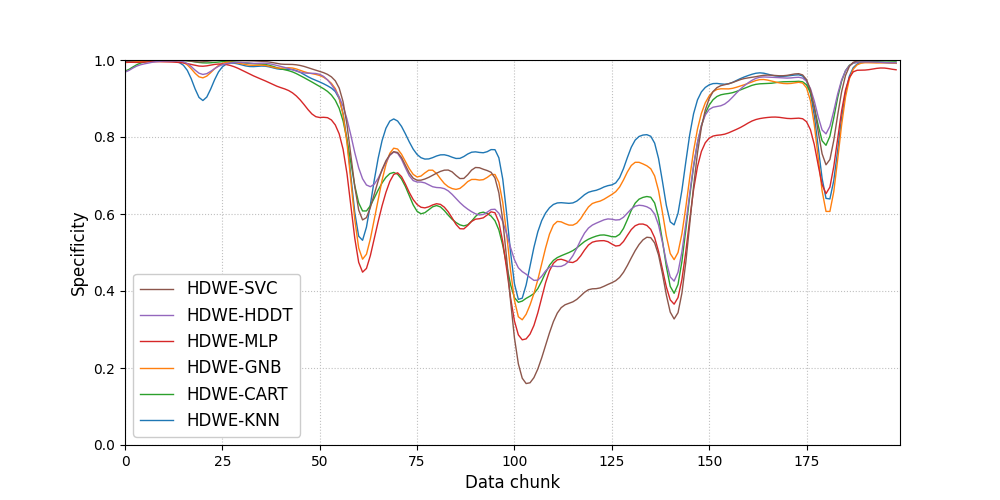 1.0
0.8
0.6
0.4
0.2
0.0
Specificity
HDWE-SVC
HDWE-HDDT
HDWE-MLP
HDWE-GNB
HDWE-CART
HDWE-KNN
0 25 50 75 100 125 150 175
Data chunk